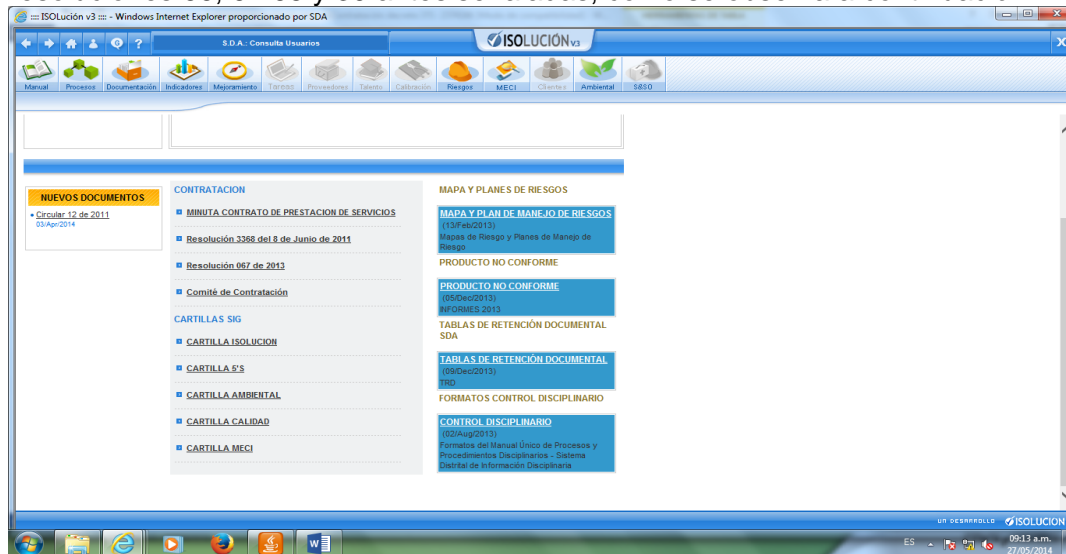 ::::: ISOLución v3 :::: - Windows Internet Explorer proporcionado por SDA
S.D.A.: Consulta Usuarios
ISOLUCIÓN V3
Manual Procesos Documentación Indicadores Mejoramiento Tareas Proveedores Talento Calibración Riesgos MECI Clientes Ambiental S&SO
NUEVOS DOCUMENTOS
Circular 12 de 2011
03/Apr/2014
CONTRATACION
MINUTA CONTRATO DE PRESTACION DE SERVICIOS
Resolución 3368 del 8 de Junio de 2011
Resolución 067 de 2013
Comité de Contratación
CARTILLAS SIG
CARTILLA ISOLUCION
CARTILLA 5'S
CARTILLA AMBIENTAL
CARTILLA CALIDAD
CARTILLA MECI
MAPA Y PLANES DE RIESGOS
MAPA Y PLAN DE MANEJO DE RIESGOS
(13/Feb/2013)
Mapas de Riesgo y Planes de Manejo de
Riesgo
PRODUCTO NO CONFORME
PRODUCTO NO CONFORME
(05/Dec/2013)
INFORMES 2013
TABLAS DE RETENCIÓN DOCUMENTAL
SDA
TABLAS DE RETENCIÓN DOCUMENTAL
(09/Dec/2013)
TRD
FORMATOS CONTROL DISCIPLINARIO
CONTROL DISCIPLINARIO
(02/Aug/2013)
Formatos del Manual Único de Procesos y
Procedimientos Disciplinarios - Sistema
Distrital de Información Disciplinaria
UN DESARROLLO ISOLUCION
ES
09:13 a.m.
27/05/2014